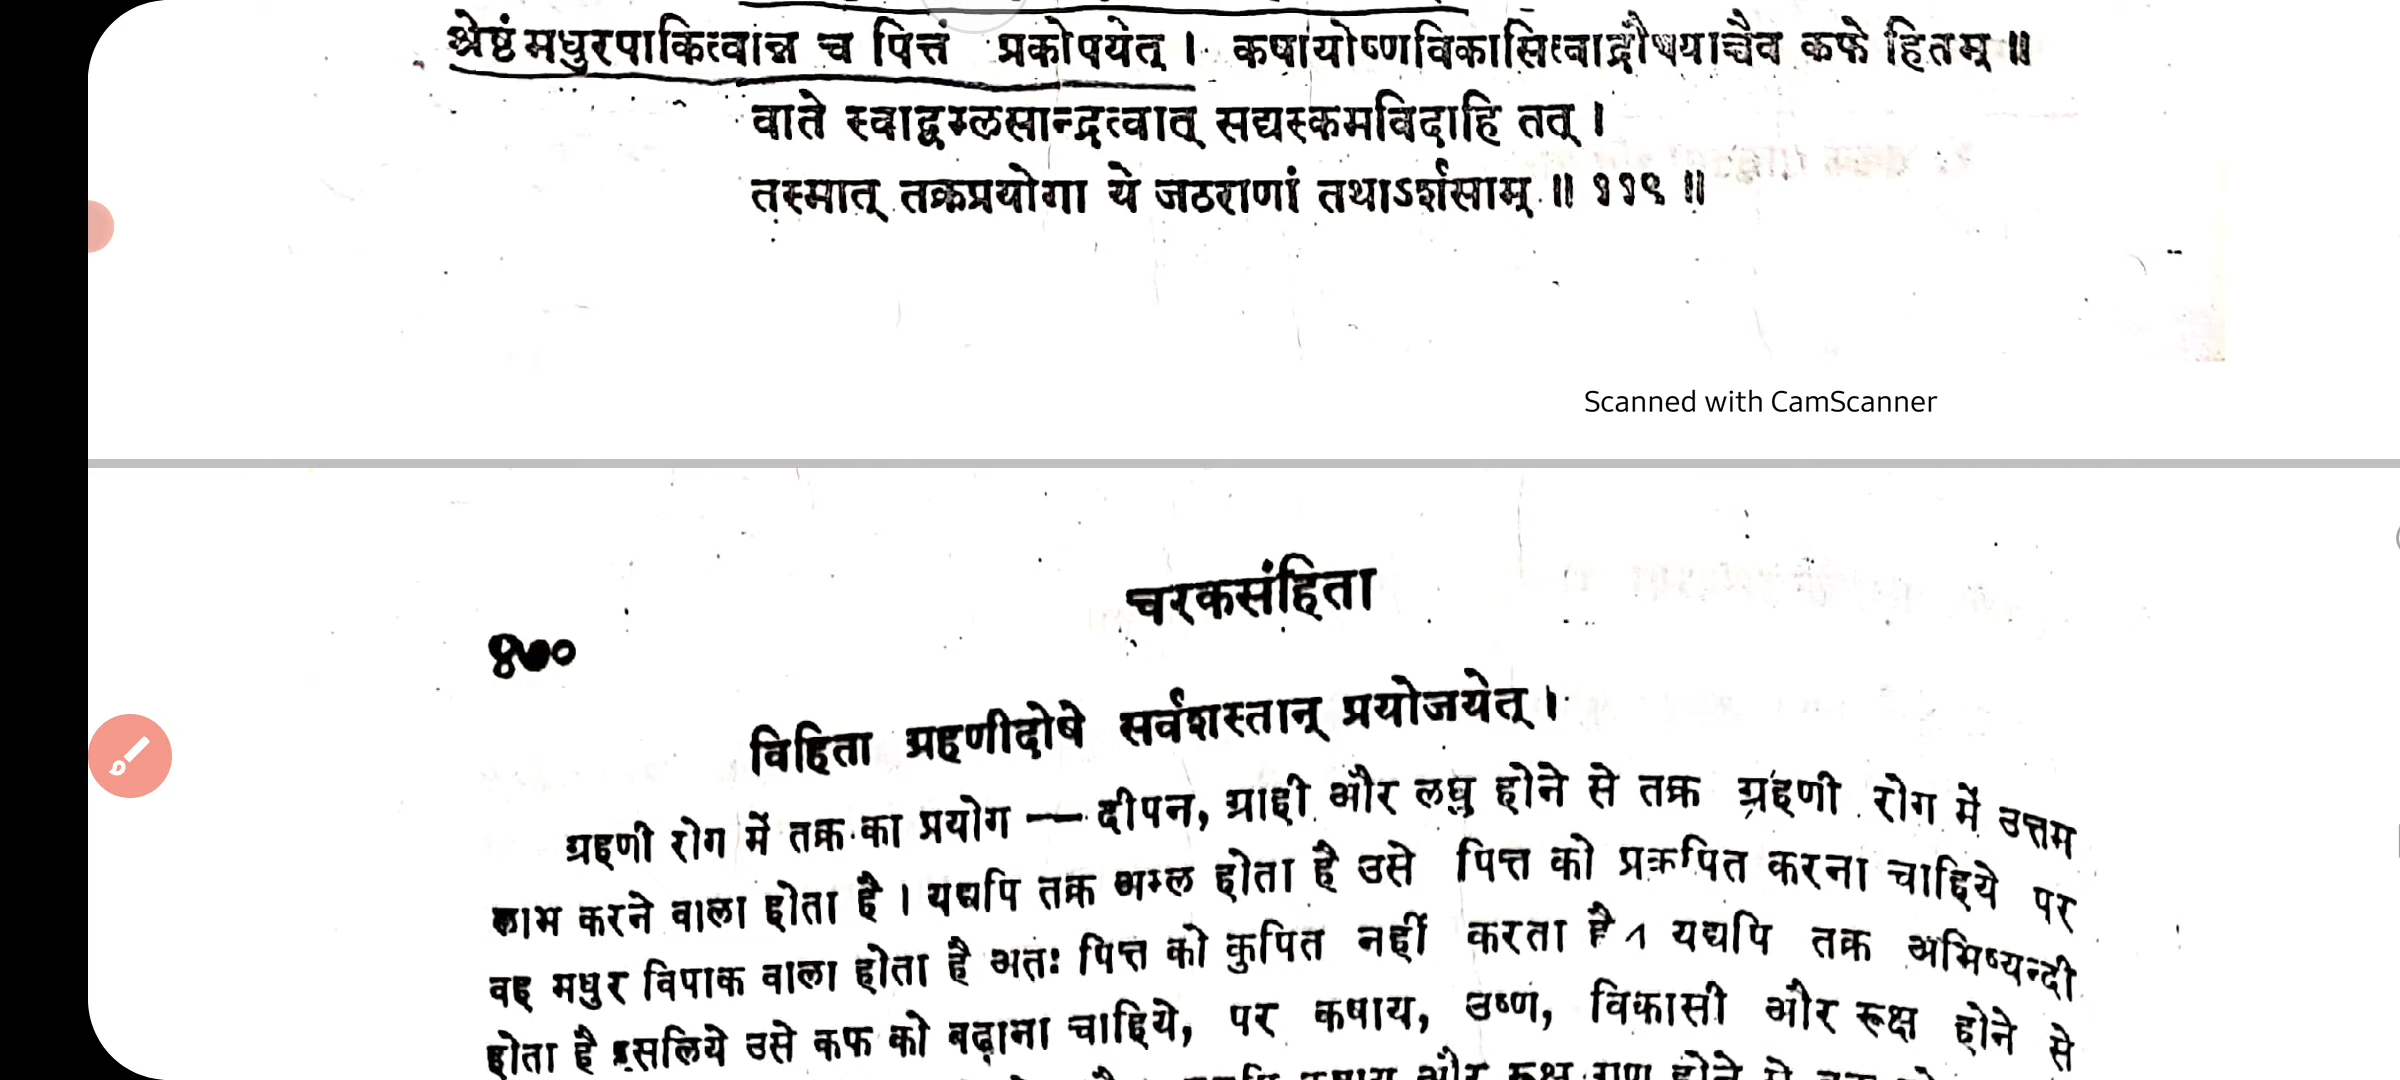 श्रेष्ठं मधुरपाकित्वान्न च पित्तं प्रकोपयेत् । कषायोष्णविकासित्वाद्रौक्ष्याच्चैव कफे हितम् ॥
वाते स्वाद्वम्लसान्द्रत्वात् सद्यस्कमविदाहि तत् ।
तस्मात् तक्रप्रयोगा ये जठराणां तथाऽर्शसाम् ॥ ११९ ॥
Scanned with CamScanner
चरकसंहिता
विहिता ग्रहणीदोषे सर्वशस्तान् प्रयोजयेत् ।
ग्रहणी रोग में तक्र का प्रयोग — दीपन, ग्राही और लघु होने से तक्र ग्रहणी रोग में उत्तम
लाभ करने वाला होता है । यद्यपि तक्र अम्ल होता है उसे पित्त को प्रकुपित करना चाहिये पर
वह मधुर विपाक वाला होता है अतः पित्त को कुपित नहीं करता है । यद्यपि तक्र अभिष्यन्दी
होता है इसलिये उसे कफ को बढ़ाना चाहिये, पर कषाय, उष्ण, विकासी और रूक्ष होने से